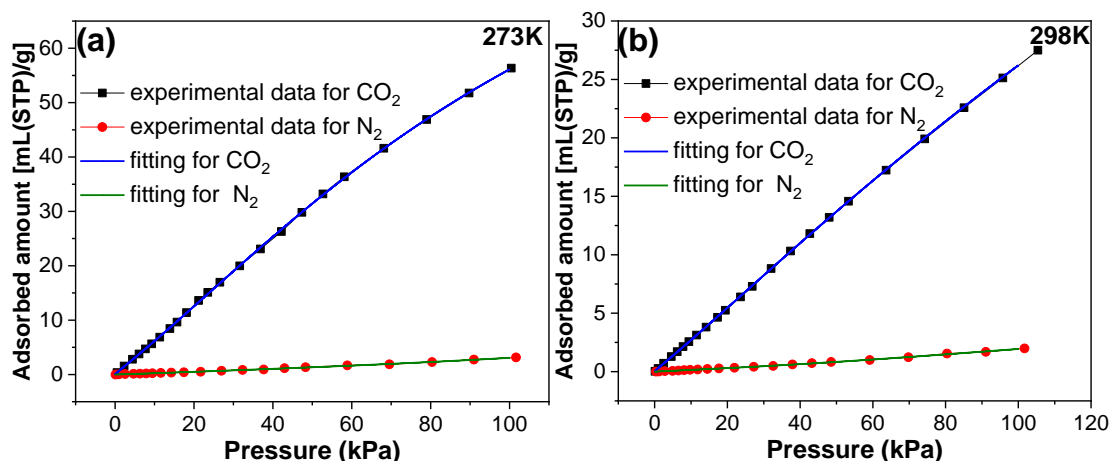 (a)
273K
experimental data for CO₂
experimental data for N₂
fitting for CO₂
fitting for N₂
Adsorbed amount [mL(STP)/g]
60
50
40
30
20
10
0
0 20 40 60 80 100
Pressure (kPa)
(b)
298K
experimental data for CO₂
experimental data for N₂
fitting for CO₂
fitting for N₂
Adsorbed amount [mL(STP)/g]
30
25
20
15
10
5
0
0 20 40 60 80 100 120
Pressure (kPa)